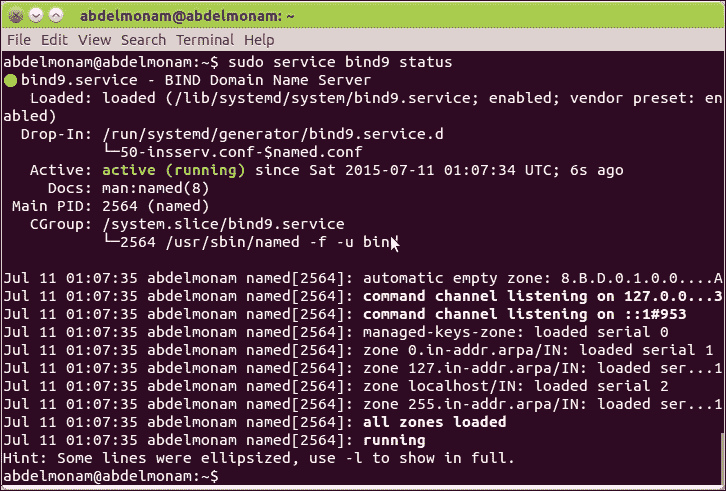 abdelmonam@abdelmonam: ~
File Edit View Search Terminal Help
abdelmonam@abdelmonam:~$ sudo service bind9 status
● bind9.service - BIND Domain Name Server
   Loaded: loaded (/lib/systemd/system/bind9.service; enabled; vendor preset: en
abled)
  Drop-In: /run/systemd/generator/bind9.service.d
           └─50-insserv.conf-$named.conf
   Active: active (running) since Sat 2015-07-11 01:07:34 UTC; 6s ago
     Docs: man:named(8)
 Main PID: 2564 (named)
   CGroup: /system.slice/bind9.service
           └─2564 /usr/sbin/named -f -u bind

Jul 11 01:07:35 abdelmonam named[2564]: automatic empty zone: 8.B.D.0.1.0.0....A
Jul 11 01:07:35 abdelmonam named[2564]: command channel listening on 127.0.0...3
Jul 11 01:07:35 abdelmonam named[2564]: command channel listening on ::1#953
Jul 11 01:07:35 abdelmonam named[2564]: managed-keys-zone: loaded serial 0
Jul 11 01:07:35 abdelmonam named[2564]: zone 0.in-addr.arpa/IN: loaded serial 1
Jul 11 01:07:35 abdelmonam named[2564]: zone 127.in-addr.arpa/IN: loaded ser...1
Jul 11 01:07:35 abdelmonam named[2564]: zone localhost/IN: loaded serial 2
Jul 11 01:07:35 abdelmonam named[2564]: zone 255.in-addr.arpa/IN: loaded ser...1
Jul 11 01:07:35 abdelmonam named[2564]: all zones loaded
Jul 11 01:07:35 abdelmonam named[2564]: running
Hint: Some lines were ellipsized, use -l to show in full.
abdelmonam@abdelmonam:~$